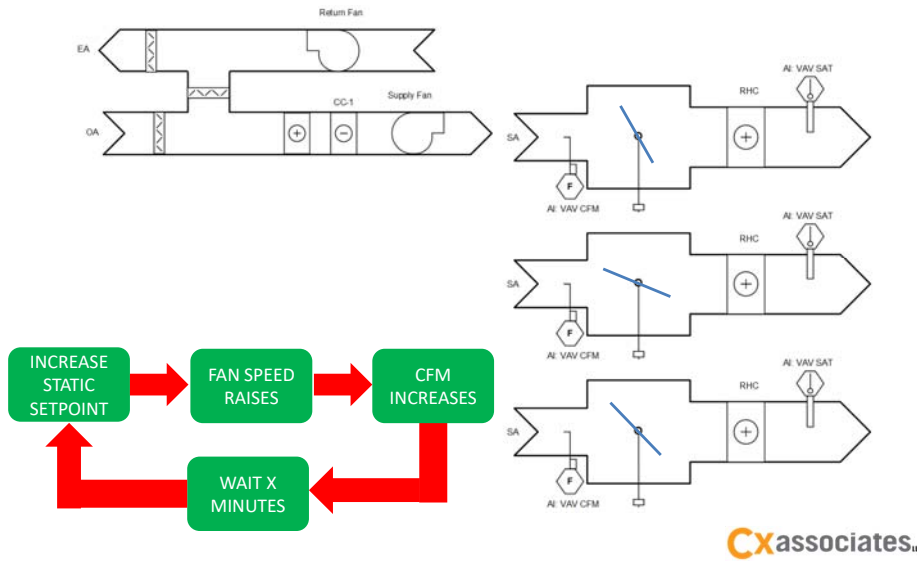 Return Fan
EA
CC-1
Supply Fan
OA
AI: VAV SAT
RHC
SA
F
AI: VAV CFM
AI: VAV SAT
RHC
SA
F
AI: VAV CFM
AI: VAV SAT
RHC
SA
F
AI: VAV CFM
INCREASE
STATIC
SETPOINT
FAN SPEED
RAISES
CFM
INCREASES
WAIT X
MINUTES
Cxassociates